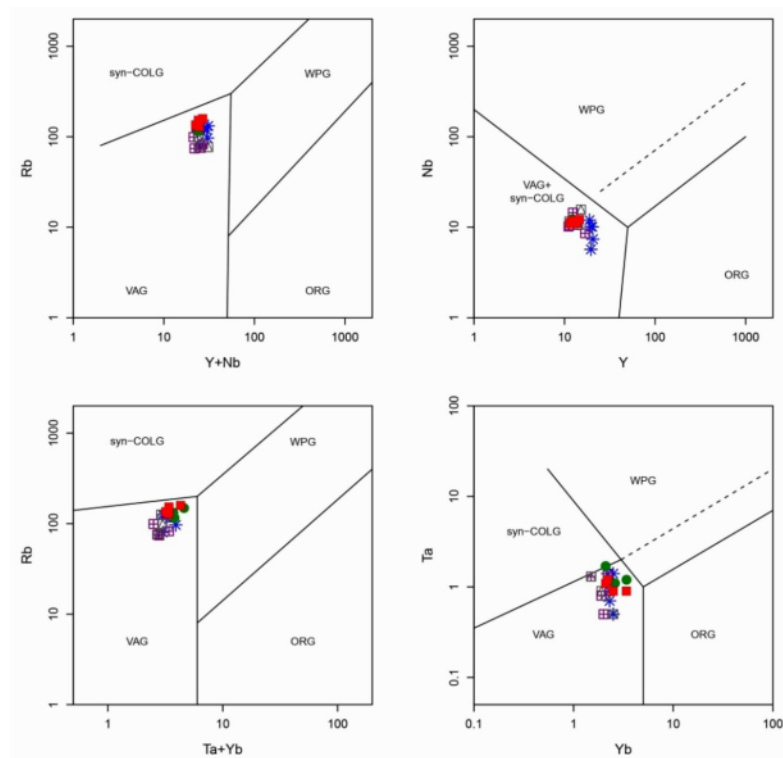 syn−COLG
WPG
VAG
ORG
Rb
1
10
100
1000
1
10
100
1000
Y+Nb
WPG
VAG+
syn−COLG
ORG
Nb
1
10
100
1000
1
10
100
1000
Y
syn−COLG
WPG
VAG
ORG
Rb
1
10
100
1000
1
10
100
Ta+Yb
WPG
syn−COLG
VAG
ORG
Ta
0.1
1
10
100
0.1
1
10
100
Yb